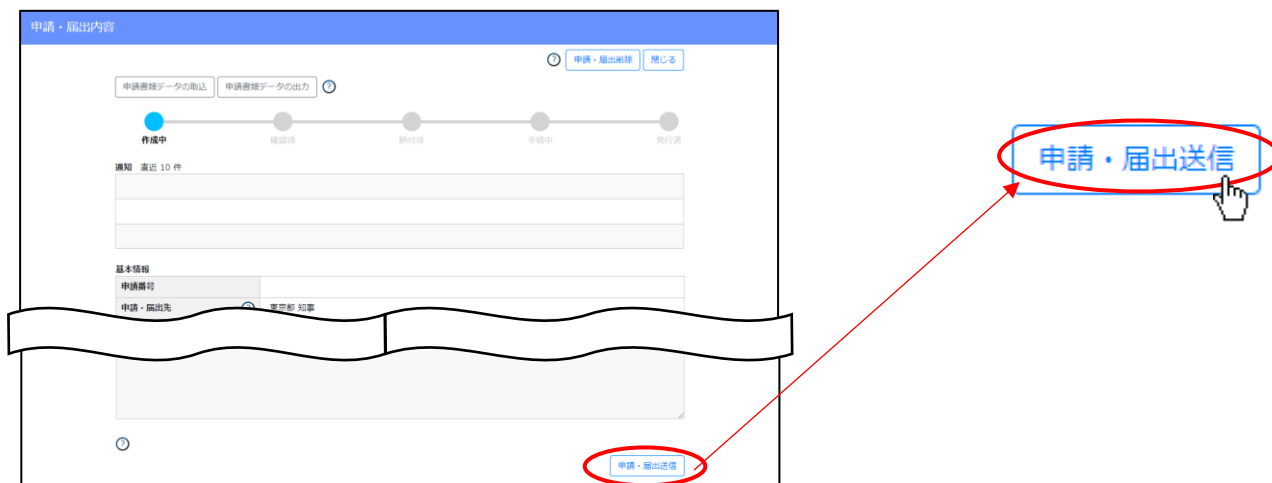 申請・届出内容
? 申請・届出削除 閉じる
申請書類データの取込 申請書類データの出力 ?
作成中 確認待 納付待 手続中 発行済
通知 直近 10 件
基本情報
申請番号
申請・届出先 ? 東京都 知事
?
申請・届出送信
申請・届出送信